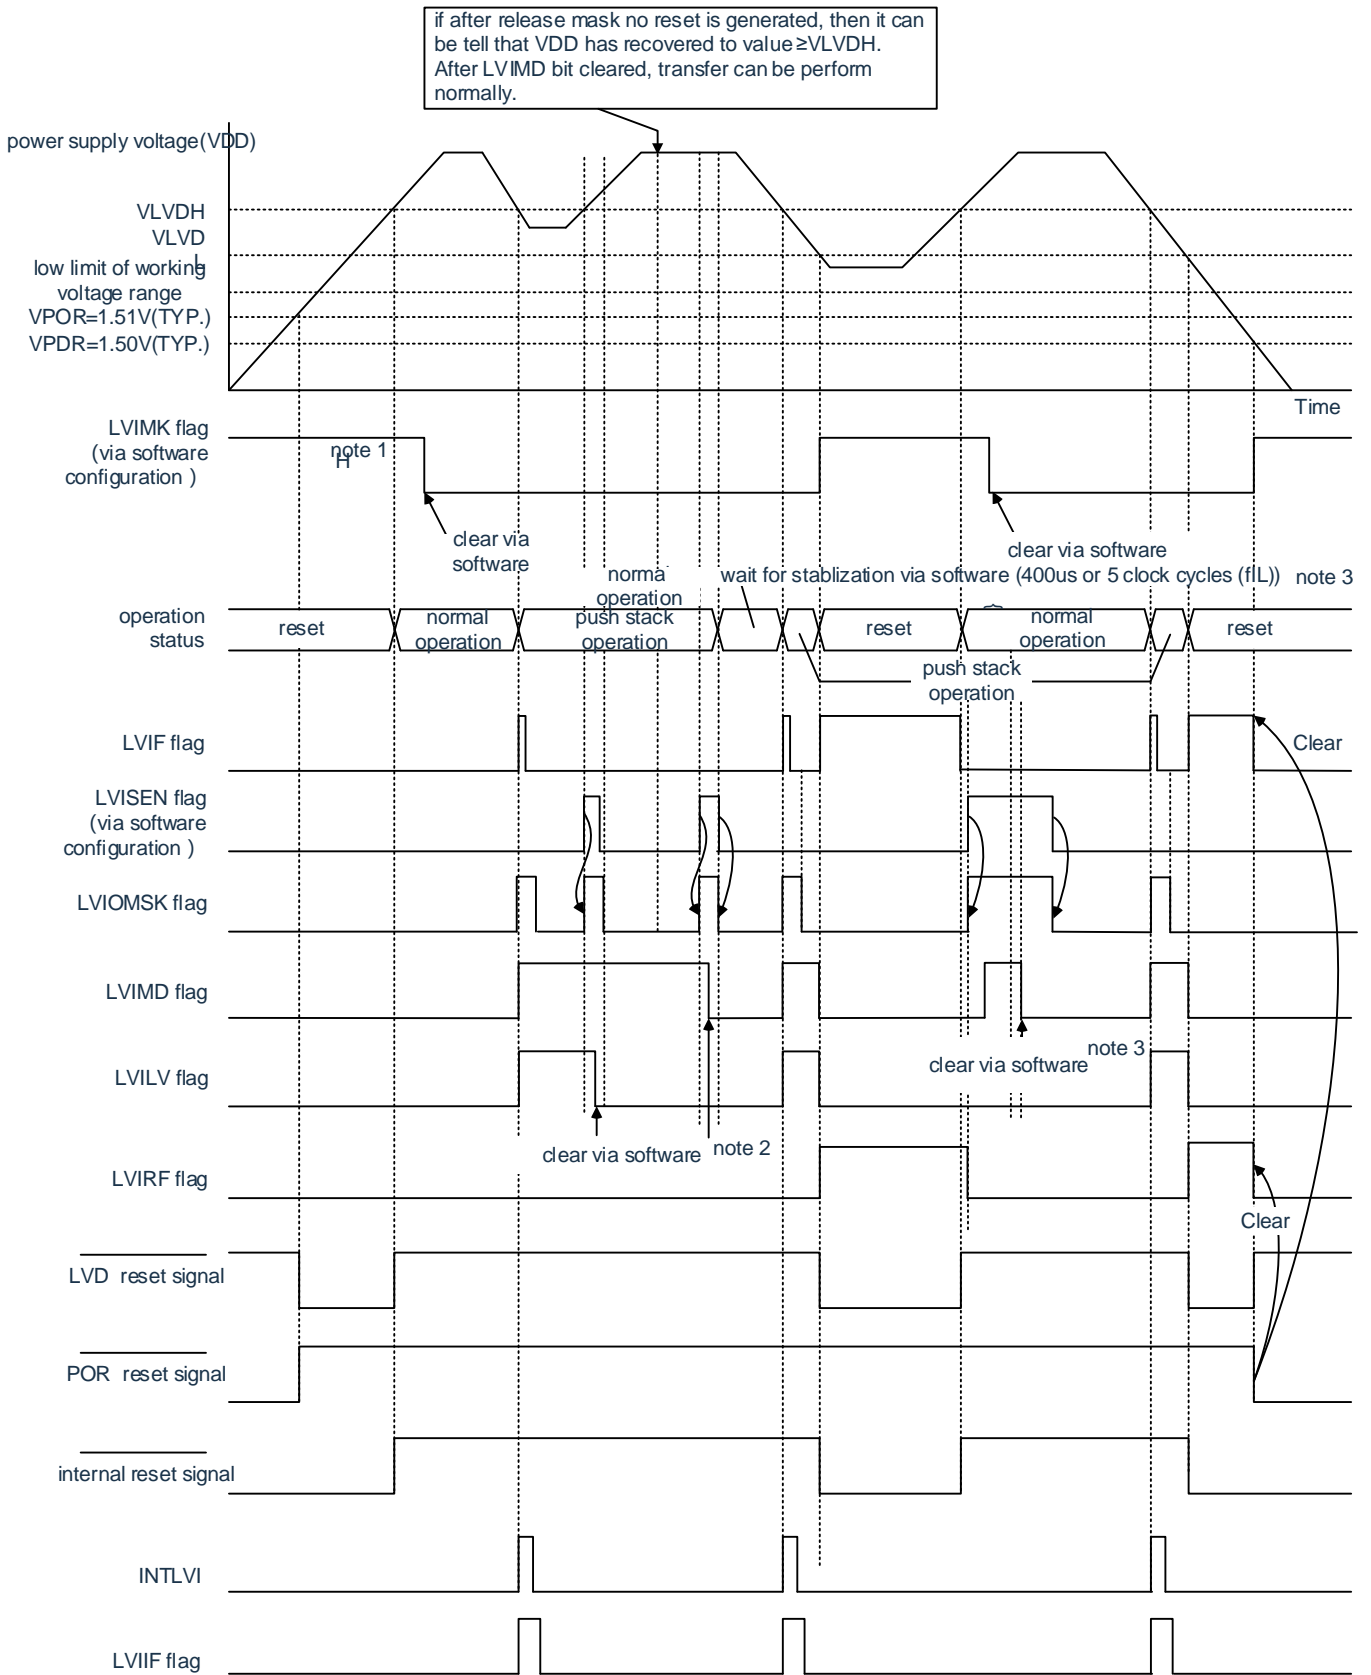 if after release mask no reset is generated, then it can
be tell that VDD has recovered to value≥VLVDH.
After LVIMD bit cleared, transfer can be perform
normally.
power supply voltage(VDD)
VLVDH
VLVD
L
low limit of working
voltage range
VPOR=1.51V(TYP.)
VPDR=1.50V(TYP.)
Time
LVIMK flag
(via software
configuration )
note 1
H
clear via
software
clear via software
norma
operation
wait for stablization via software (400us or 5 clock cycles (fIL))
note 3
operation
status
reset
normal
operation
push stack
operation
reset
normal
operation
reset
push stack
operation
LVIF flag
Clear
LVISEN flag
(via software
configuration )
LVIOMSK flag
LVIMD flag
clear via software
note 3
LVILV flag
clear via software
note 2
LVIRF flag
Clear
LVD reset signal
POR reset signal
internal reset signal
INTLVI
LVIIF flag